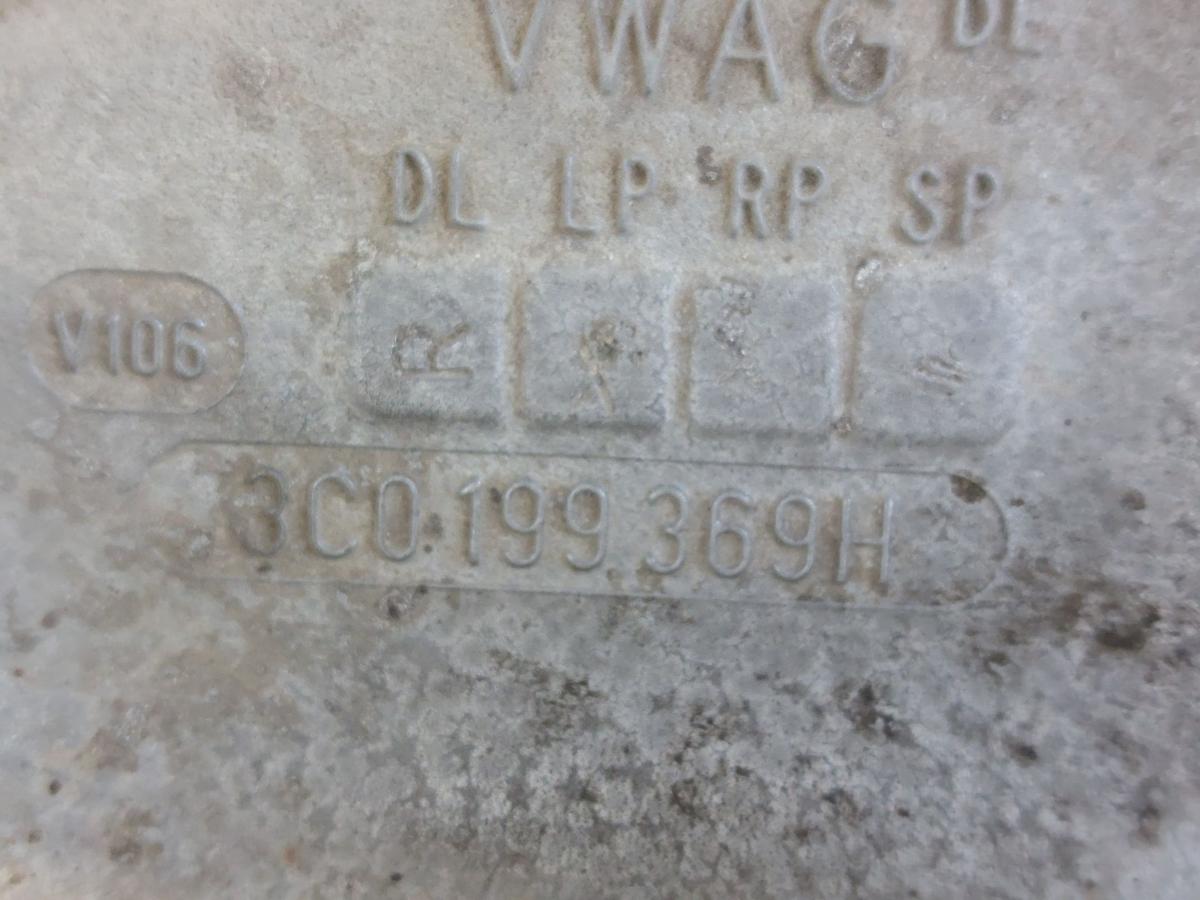 VWAG DE
DL LP RP SP
V106 R
3C0 199 369H